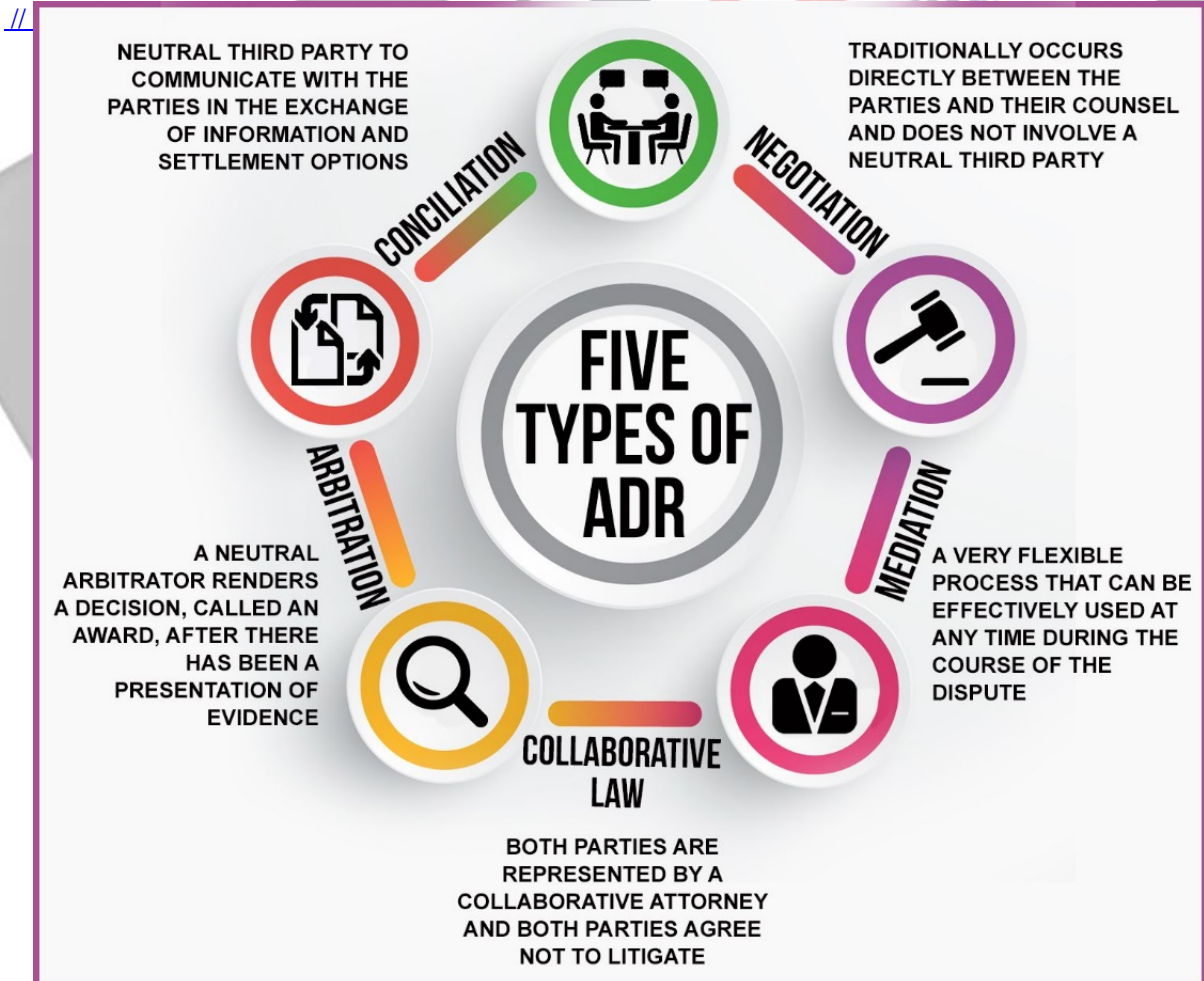 //
NEUTRAL THIRD PARTY TO
COMMUNICATE WITH THE
PARTIES IN THE EXCHANGE
OF INFORMATION AND
SETTLEMENT OPTIONS
CONCILIATION
NEGOTIATION
TRADITIONALLY OCCURS
DIRECTLY BETWEEN THE
PARTIES AND THEIR COUNSEL
AND DOES NOT INVOLVE A
NEUTRAL THIRD PARTY
FIVE
TYPES OF
ADR
ARBITRATION
A NEUTRAL
ARBITRATOR RENDERS
A DECISION, CALLED AN
AWARD, AFTER THERE
HAS BEEN A
PRESENTATION OF
EVIDENCE
MEDIATION
A VERY FLEXIBLE
PROCESS THAT CAN BE
EFFECTIVELY USED AT
ANY TIME DURING THE
COURSE OF THE
DISPUTE
COLLABORATIVE
LAW
BOTH PARTIES ARE
REPRESENTED BY A
COLLABORATIVE ATTORNEY
AND BOTH PARTIES AGREE
NOT TO LITIGATE